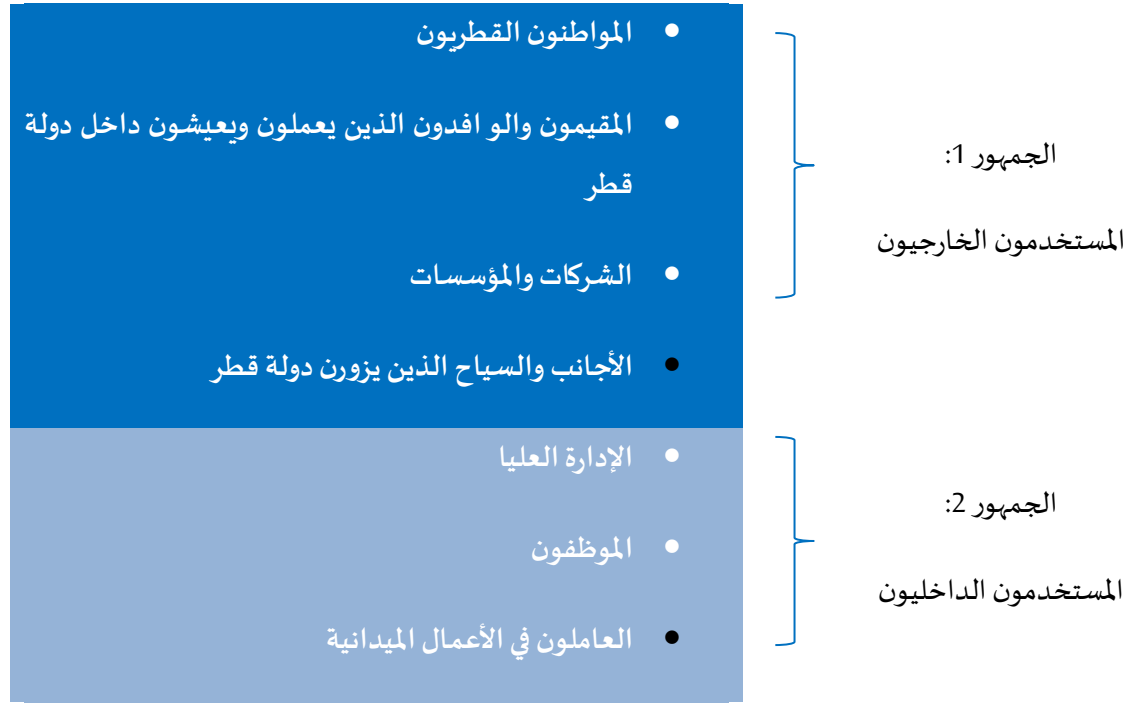 الجمهور 1:
المستخدمون الخارجيون
• المواطنون القطريون
• المقيمون والو افدون الذين يعملون ويعيشون داخل دولة
قطر
• الشركات والمؤسسات
• الأجانب والسياح الذين يزورن دولة قطر
الجمهور 2:
المستخدمون الداخليون
• الإدارة العليا
• الموظفون
• العاملون في الأعمال الميدانية